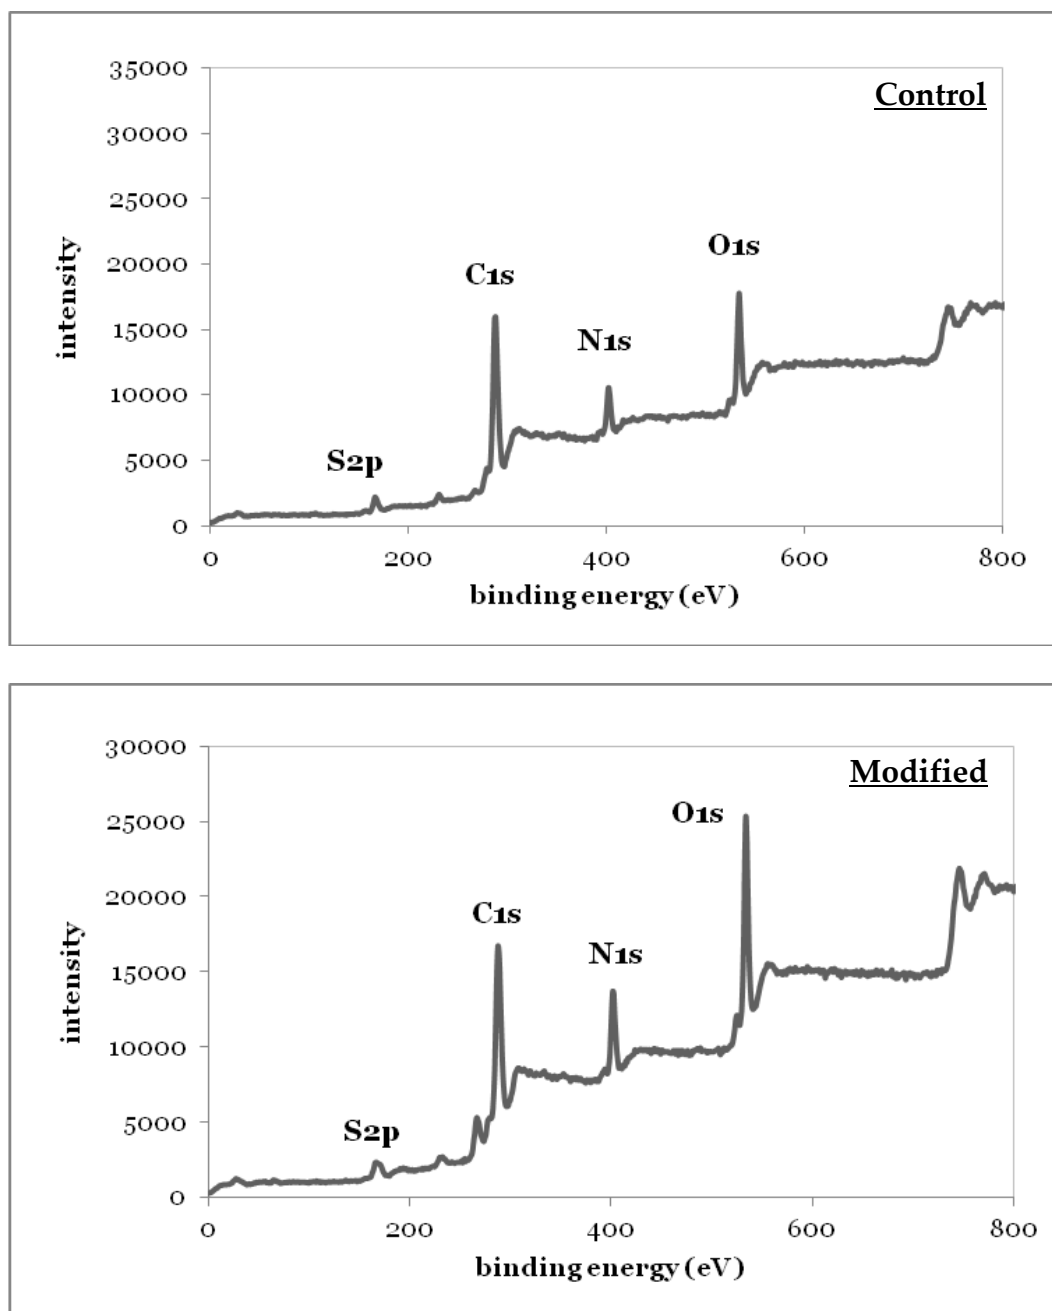 Control
35000
30000
25000
20000
15000
10000
5000
0
intensity
S2p
C1s
N1s
O1s
0 200 400 600 800
binding energy (eV)
Modified
30000
25000
20000
15000
10000
5000
0
intensity
S2p
C1s
N1s
O1s
0 200 400 600 800
binding energy (eV)